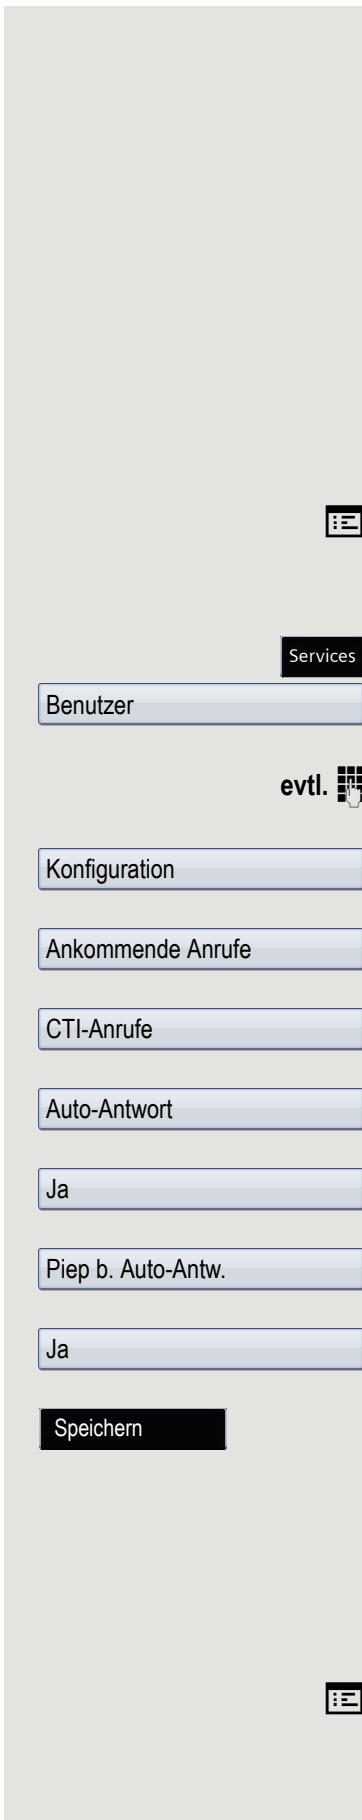 Services
Benutzer
evtl.
Konfiguration
Ankommende Anrufe
CTI-Anrufe
Auto-Antwort
Ja
Piep b. Auto-Antw.
Ja
Speichern